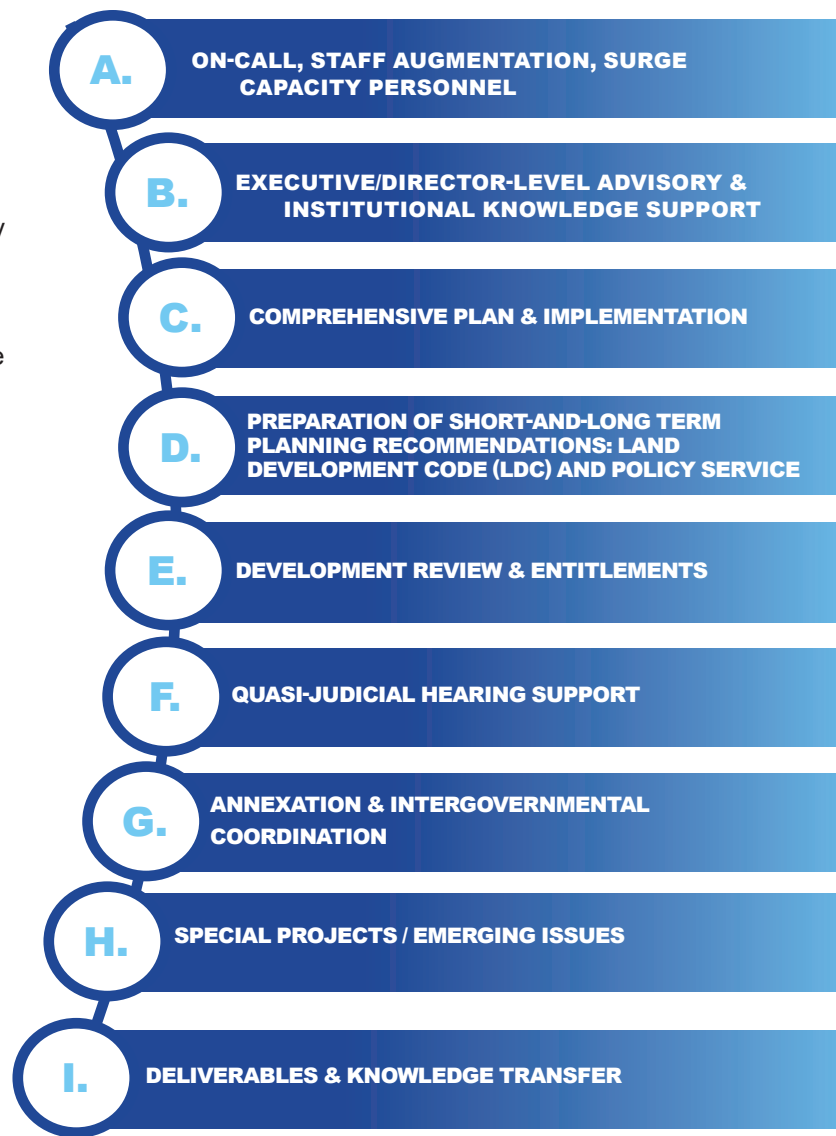 A.
ON-CALL, STAFF AUGMENTATION, SURGE
CAPACITY PERSONNEL
B.
EXECUTIVE/DIRECTOR-LEVEL ADVISORY &
INSTITUTIONAL KNOWLEDGE SUPPORT
C.
COMPREHENSIVE PLAN & IMPLEMENTATION
D.
PREPARATION OF SHORT-AND-LONG TERM
PLANNING RECOMMENDATIONS: LAND
DEVELOPMENT CODE (LDC) AND POLICY SERVICE
E.
DEVELOPMENT REVIEW & ENTITLEMENTS
F.
QUASI-JUDICIAL HEARING SUPPORT
G.
ANNEXATION & INTERGOVERNMENTAL
COORDINATION
H.
SPECIAL PROJECTS / EMERGING ISSUES
I.
DELIVERABLES & KNOWLEDGE TRANSFER